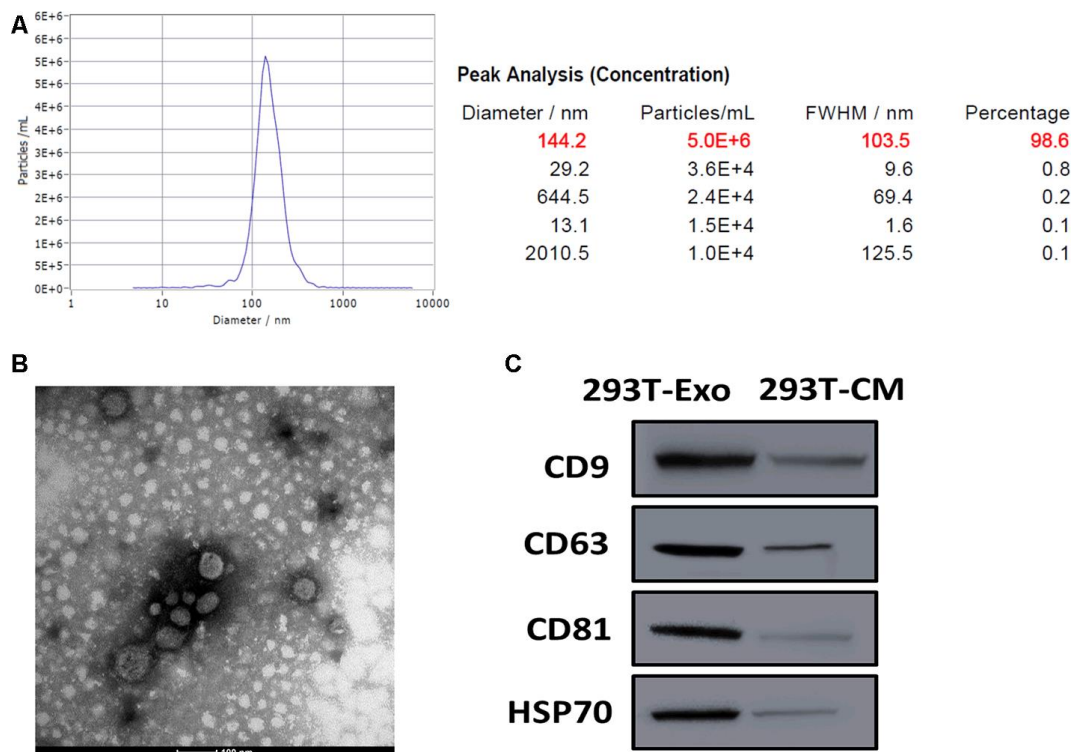 A
6E+6
6E+6
5E+6
5E+6
4E+6
4E+6
3E+6
3E+6
2E+6
2E+6
1E+6
1E+6
5E+5
0E+0
Particles /mL
1 10 100 1000 10000
Diameter / nm
Peak Analysis (Concentration)
Diameter / nm Particles/mL FWHM / nm Percentage
144.2 5.0E+6 103.5 98.6
29.2 3.6E+4 9.6 0.8
644.5 2.4E+4 69.4 0.2
13.1 1.5E+4 1.6 0.1
2010.5 1.0E+4 125.5 0.1
B
100 nm
C
293T-Exo 293T-CM
CD9
CD63
CD81
HSP70